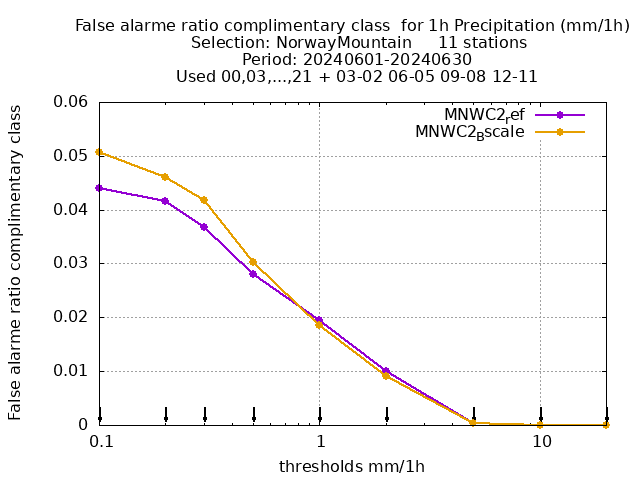 False alarme ratio complimentary class  for 1h Precipitation (mm/1h)
Selection: NorwayMountain     11 stations
Period: 20240601-20240630
Used 00,03,...,21 + 03-02 06-05 09-08 12-11
False alarme ratio complimentary class
0.06
0.05
0.04
0.03
0.02
0.01
0
MNWC2ref
MNWC2Bscale
0.1
1
10
thresholds mm/1h